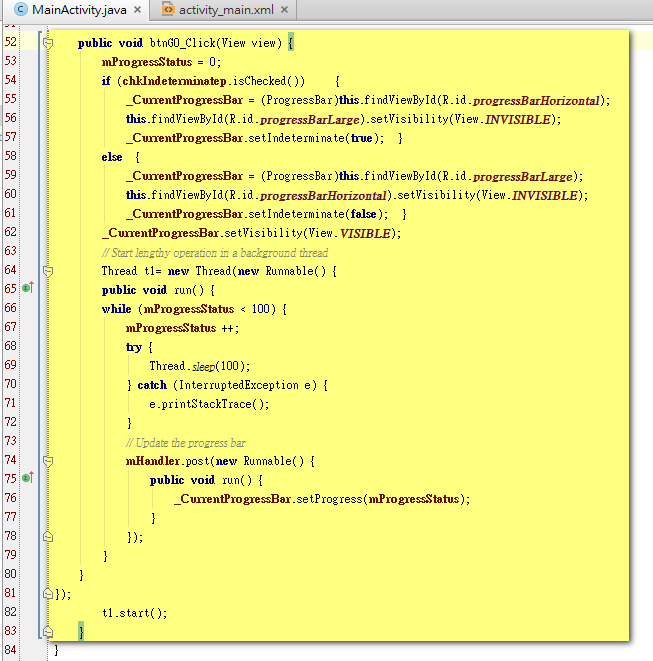 MainActivity.java × activity_main.xml ×
52 public void btnGO_Click(View view) {
53 mProgressStatus = 0;
54 if (chkIndeterminatep.isChecked()) {
55 _CurrentProgressBar = (ProgressBar)this.findViewById(R.id.progressBarHorizontal);
56 this.findViewById(R.id.progressBarLarge).setVisibility(View.INVISIBLE);
57 _CurrentProgressBar.setIndeterminate(true); }
58 else {
59 _CurrentProgressBar = (ProgressBar)this.findViewById(R.id.progressBarLarge);
60 this.findViewById(R.id.progressBarHorizontal).setVisibility(View.INVISIBLE);
61 _CurrentProgressBar.setIndeterminate(false); }
62 _CurrentProgressBar.setVisibility(View.VISIBLE);
63 // Start lengthy operation in a background thread
64 Thread t1= new Thread(new Runnable() {
65 public void run() {
66 while (mProgressStatus < 100) {
67 mProgressStatus ++;
68 try {
69 Thread.sleep(100);
70 } catch (InterruptedException e) {
71 e.printStackTrace();
72 }
73 // Update the progress bar
74 mHandler.post(new Runnable() {
75 public void run() {
76 _CurrentProgressBar.setProgress(mProgressStatus);
77 }
78 });
79 }
80 }
81 });
82 t1.start();
83 }
84 }